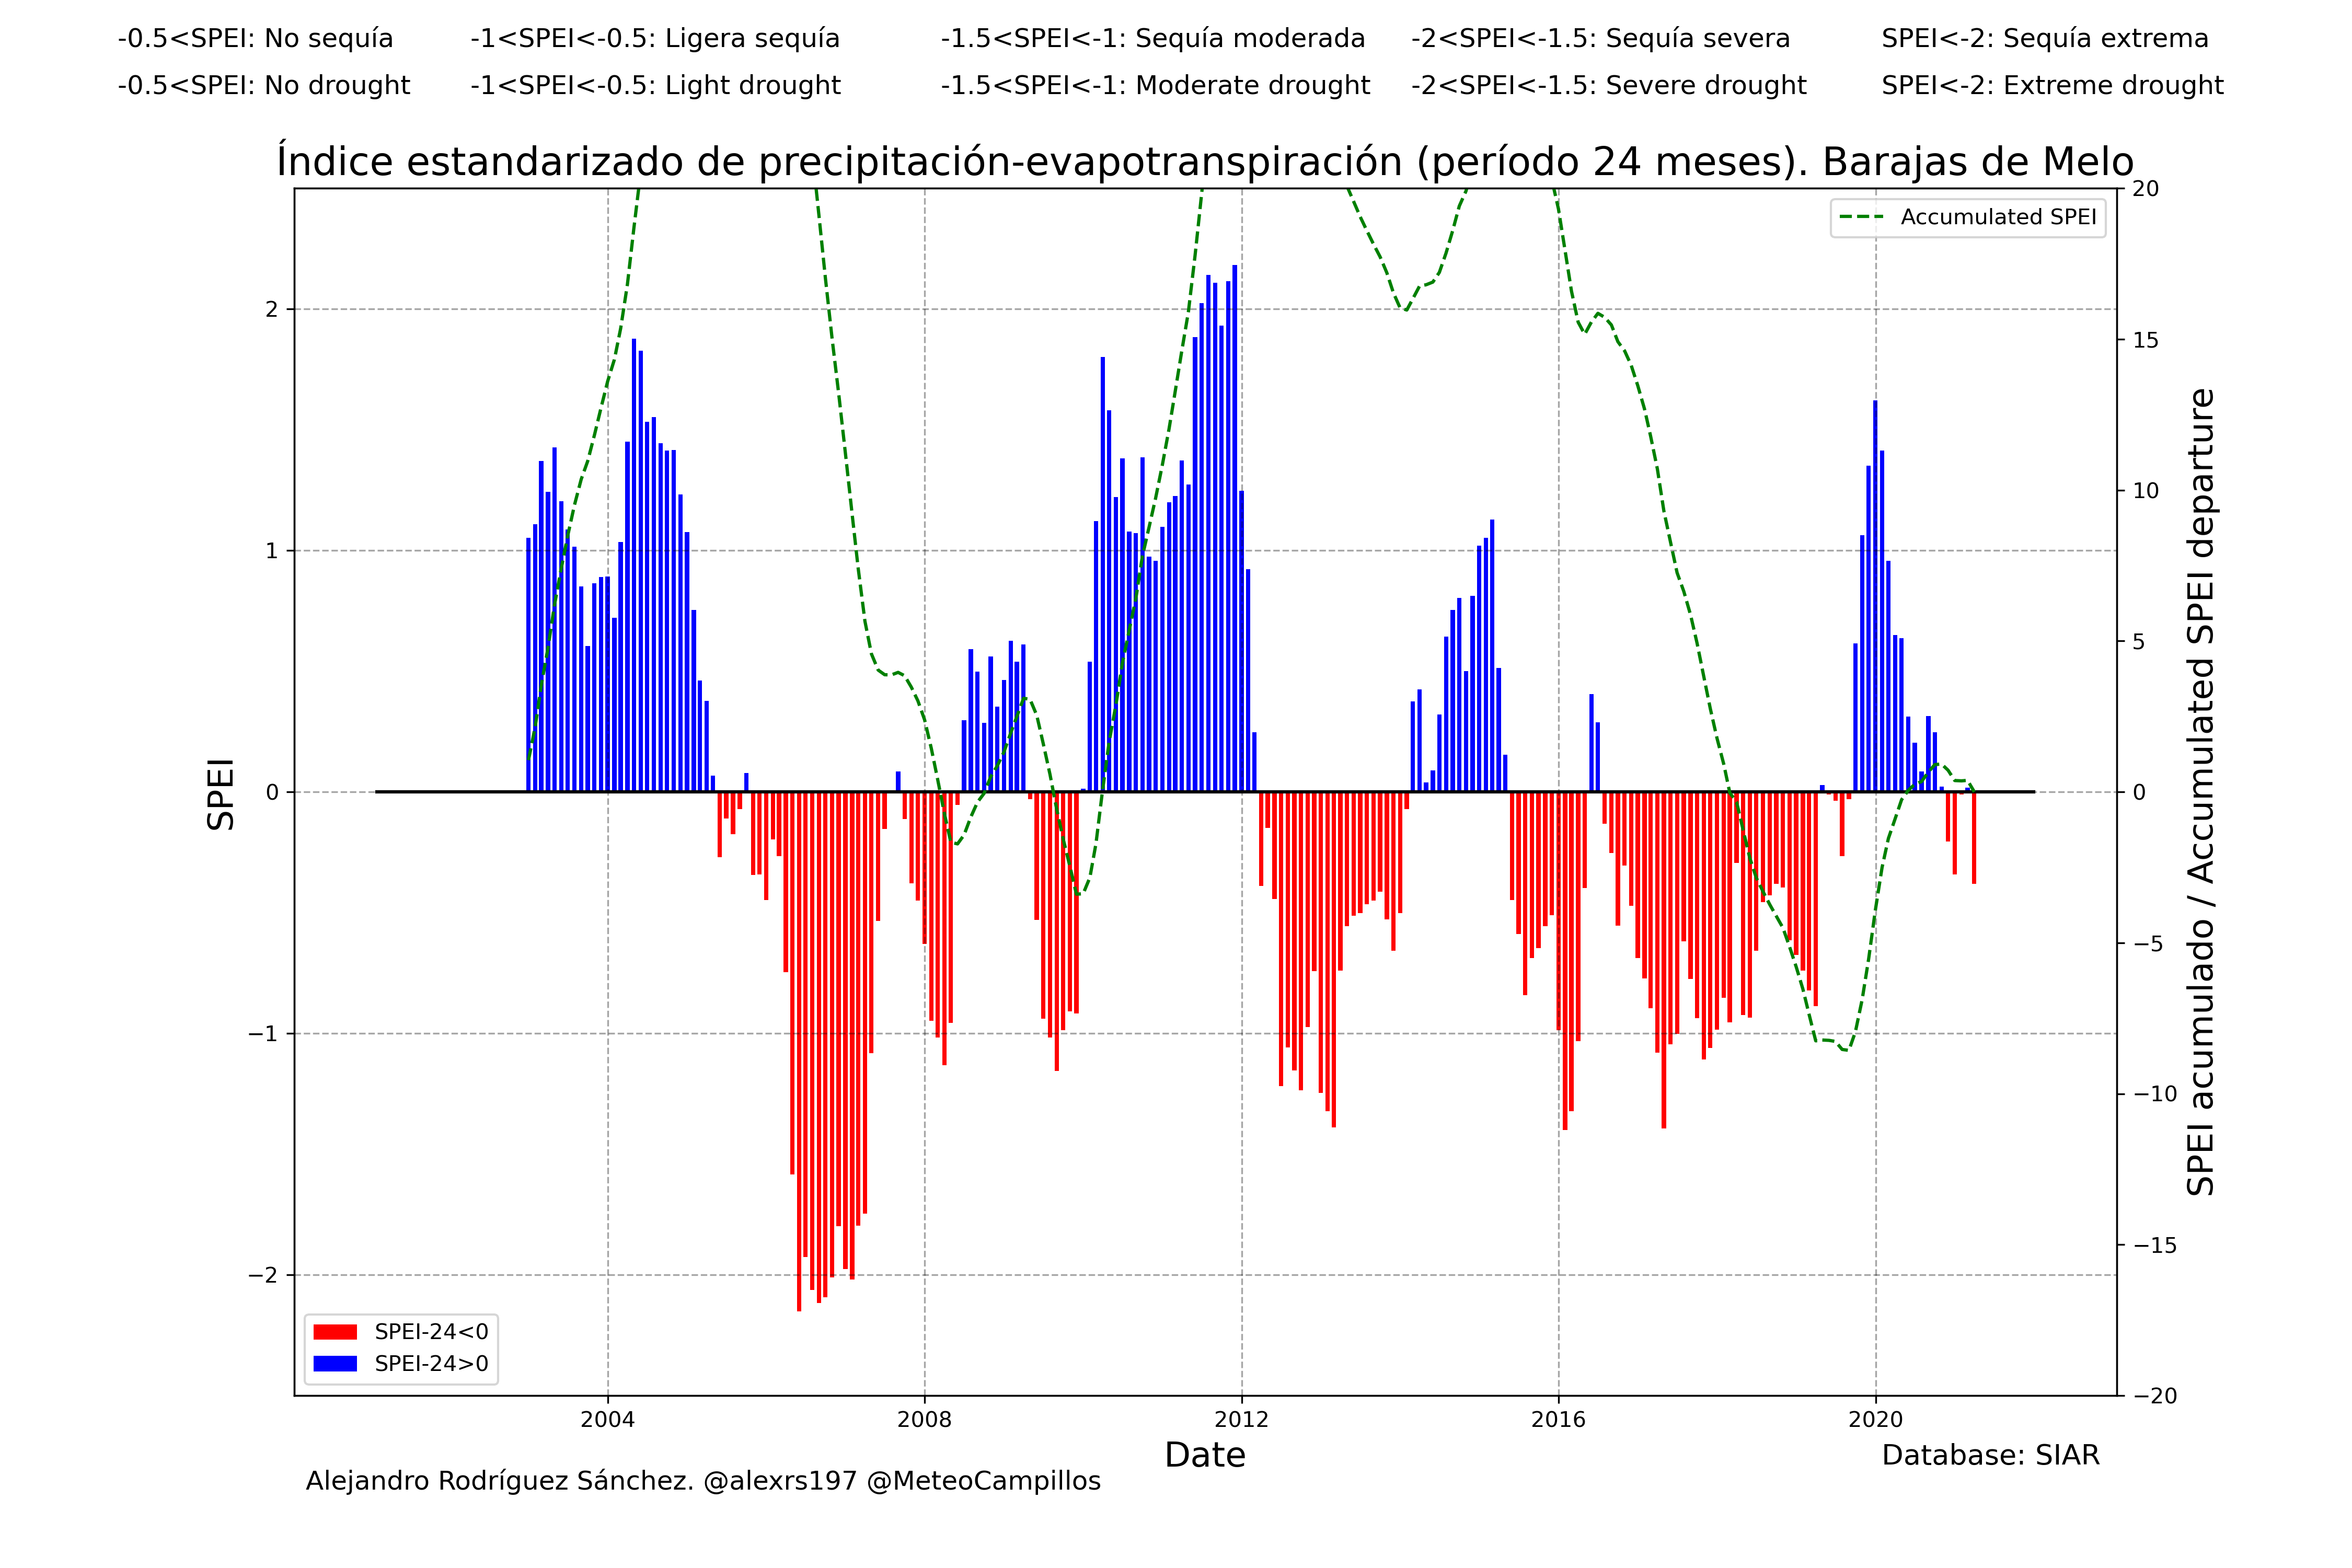 -0.5<SPEI: No sequía -1<SPEI<-0.5: Ligera sequía -1.5<SPEI<-1: Sequía moderada -2<SPEI<-1.5: Sequía severa SPEI<-2: Sequía extrema
-0.5<SPEI: No drought -1<SPEI<-0.5: Light drought -1.5<SPEI<-1: Moderate drought -2<SPEI<-1.5: Severe drought SPEI<-2: Extreme drought
Índice estandarizado de precipitación-evapotranspiración (período 24 meses). Barajas de Melo
Accumulated SPEI
SPEI
2
1
0
−1
−2
20
15
10
5
0
−5
−10
−15
−20
SPEI acumulado / Accumulated SPEI departure
SPEI-24<0
SPEI-24>0
2004 2008 2012 2016 2020
Date
Database: SIAR
Alejandro Rodríguez Sánchez. @alexrs197 @MeteoCampillos